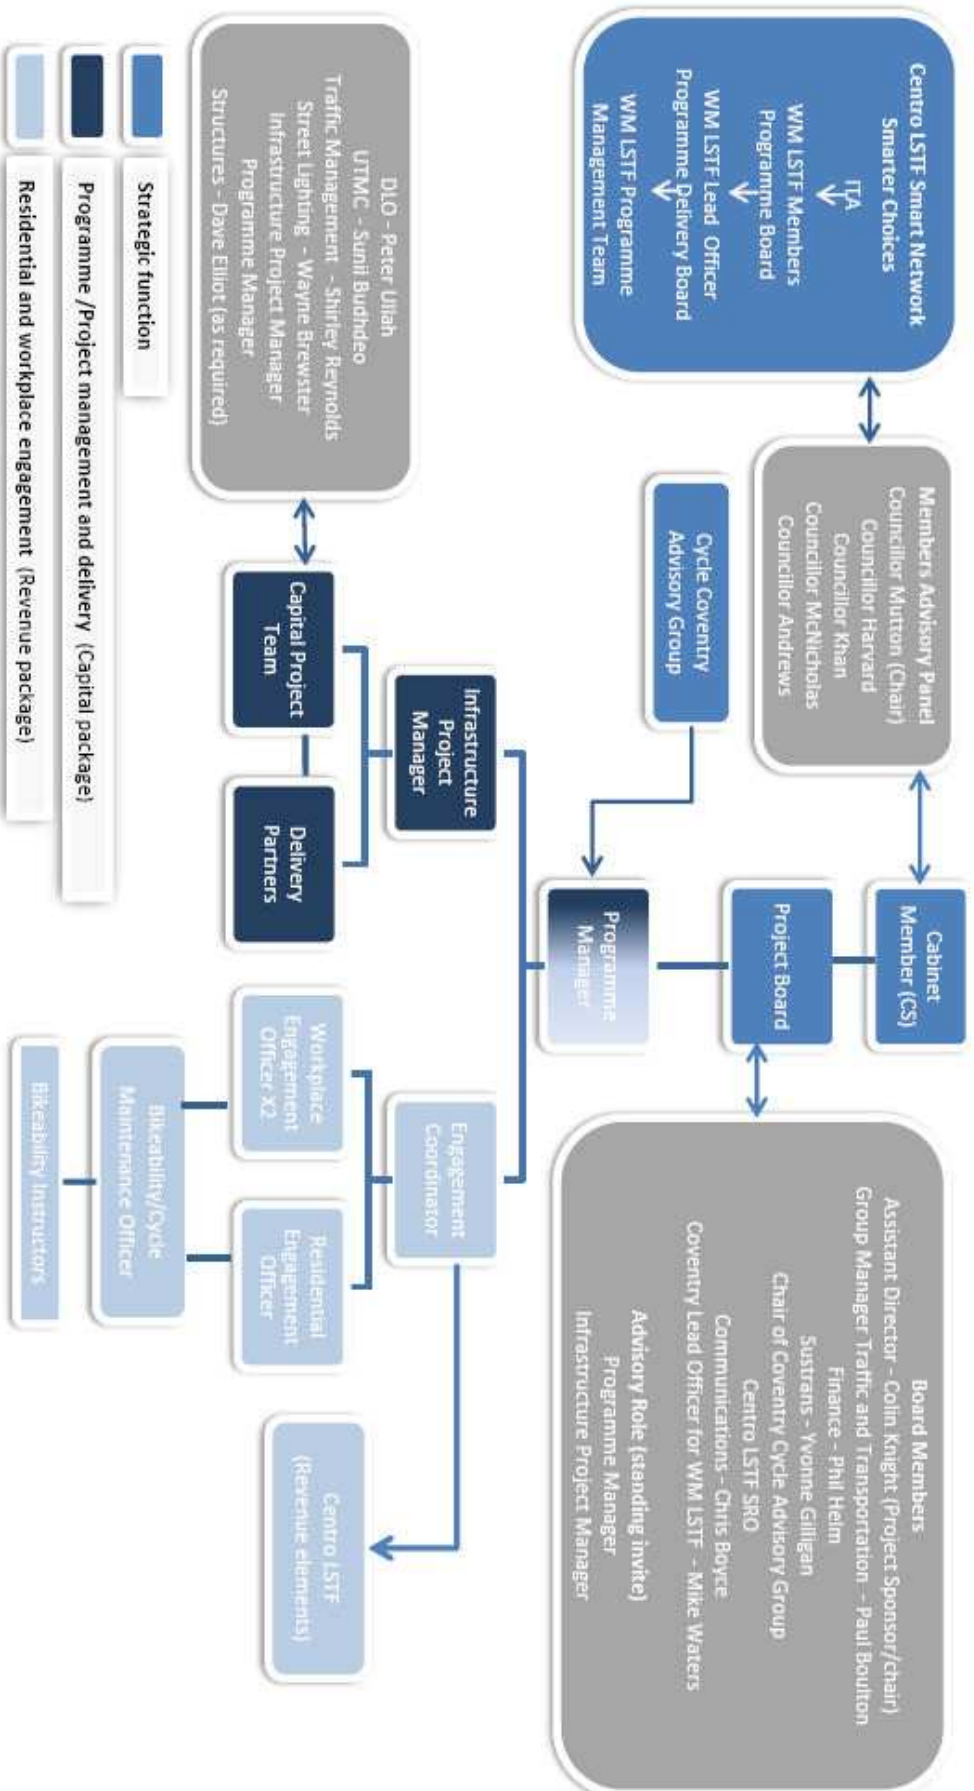 Centro LSTF Smart Network
Smarter Choices
ITA
WM LSTF Members
Programme Board
WM LSTF Lead Officer
Programme Delivery Board
WM LSTF Programme
Management Team
Members Advisory Panel
Councillor Mutton (Chair)
Councillor Harvard
Councillor Khan
Councillor McNicholas
Councillor Andrews
Cabinet
Member (CS)
Board Members
Assistant Director - Colin Knight (Project Sponsor/chair)
Group Manager Traffic and Transportation - Paul Boulton
Finance - Phil Helm
Sustrans - Yvonne Gilligan
Chair of Coventry Cycle Advisory Group
Centro LSTF SRO
Communications - Chris Boyce
Coventry Lead Officer for WM LSTF - Mike Waters
Advisory Role (standing invite)
Programme Manager
Infrastructure Project Manager
Project Board
Cycle Coventry
Advisory Group
Programme
Manager
Infrastructure
Project
Manager
Engagement
Coordinator
DLO - Peter Ullah
UTMC - Sunil Budhdeo
Traffic Management - Shirley Reynolds
Street Lighting - Wayne Brewster
Infrastructure Project Manager
Programme Manager
Structures - Dave Elliot (as required)
Capital Project
Team
Delivery
Partners
Workplace
Engagement
Officer X2
Residential
Engagement
Officer
Centro LSTF
(Revenue elements)
Bikeability/Cycle
Maintenance Officer
Bikeability Instructors
Strategic function
Programme /Project management and delivery (Capital package)
Residential and workplace engagement (Revenue package)